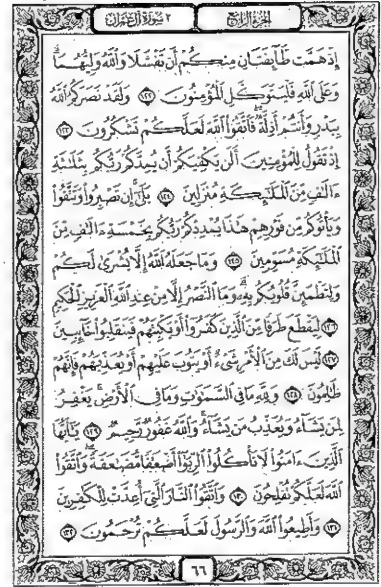 الجزء الرابع ٣ سورة آل عمران
إِذْ هَمَّت طَّآئِفَتَانِ مِنكُمْ أَن تَفْشَلَا وَٱللَّهُ وَلِيُّهُمَا ۗ
وَعَلَى ٱللَّهِ فَلْيَتَوَكَّلِ ٱلْمُؤْمِنُونَ ١٢٢ وَلَقَدْ نَصَرَكُمُ ٱللَّهُ
بِبَدْرٍ وَأَنتُمْ أَذِلَّةٌ ۖ فَٱتَّقُوا۟ ٱللَّهَ لَعَلَّكُمْ تَشْكُرُونَ ١٢٣
إِذْ تَقُولُ لِلْمُؤْمِنِينَ أَلَن يَكْفِيَكُمْ أَن يُمِدَّكُمْ رَبُّكُم بِثَلَٰثَةِ
ءَالَٰفٍ مِّنَ ٱلْمَلَٰٓئِكَةِ مُنزَلِينَ ١٢٤ بَلَىٰٓ ۚ إِن تَصْبِرُوا۟ وَتَتَّقُوا۟
وَيَأْتُوكُم مِّن فَوْرِهِمْ هَٰذَا يُمْدِدْكُمْ رَبُّكُم بِخَمْسَةِ ءَالَٰفٍ مِّنَ
ٱلْمَلَٰٓئِكَةِ مُسَوِّمِينَ ١٢٥ وَمَا جَعَلَهُ ٱللَّهُ إِلَّا بُشْرَىٰ لَكُمْ
وَلِتَطْمَئِنَّ قُلُوبُكُم بِهِۦ ۗ وَمَا ٱلنَّصْرُ إِلَّا مِنْ عِندِ ٱللَّهِ ٱلْعَزِيزِ ٱلْحَكِيمِ
١٢٦ لِيَقْطَعَ طَرَفًا مِّنَ ٱلَّذِينَ كَفَرُوٓا۟ أَوْ يَكْبِتَهُمْ فَيَنقَلِبُوا۟ خَآئِبِينَ
١٢٧ لَيْسَ لَكَ مِنَ ٱلْأَمْرِ شَىْءٌ أَوْ يَتُوبَ عَلَيْهِمْ أَوْ يُعَذِّبَهُمْ فَإِنَّهُمْ
ظَٰلِمُونَ ١٢٨ وَلِلَّهِ مَا فِى ٱلسَّمَٰوَٰتِ وَمَا فِى ٱلْأَرْضِ ۚ يَغْفِرُ
لِمَن يَشَآءُ وَيُعَذِّبُ مَن يَشَآءُ ۚ وَٱللَّهُ غَفُورٌ رَّحِيمٌ ١٢٩ يَٰٓأَيُّهَا
ٱلَّذِينَ ءَامَنُوا۟ لَا تَأْكُلُوا۟ ٱلرِّبَوٰٓا۟ أَضْعَٰفًا مُّضَٰعَفَةً ۖ وَٱتَّقُوا۟
ٱللَّهَ لَعَلَّكُمْ تُفْلِحُونَ ١٣٠ وَٱتَّقُوا۟ ٱلنَّارَ ٱلَّتِىٓ أُعِدَّتْ لِلْكَٰفِرِينَ
١٣١ وَأَطِيعُوا۟ ٱللَّهَ وَٱلرَّسُولَ لَعَلَّكُمْ تُرْحَمُونَ ١٣٢
٦٦